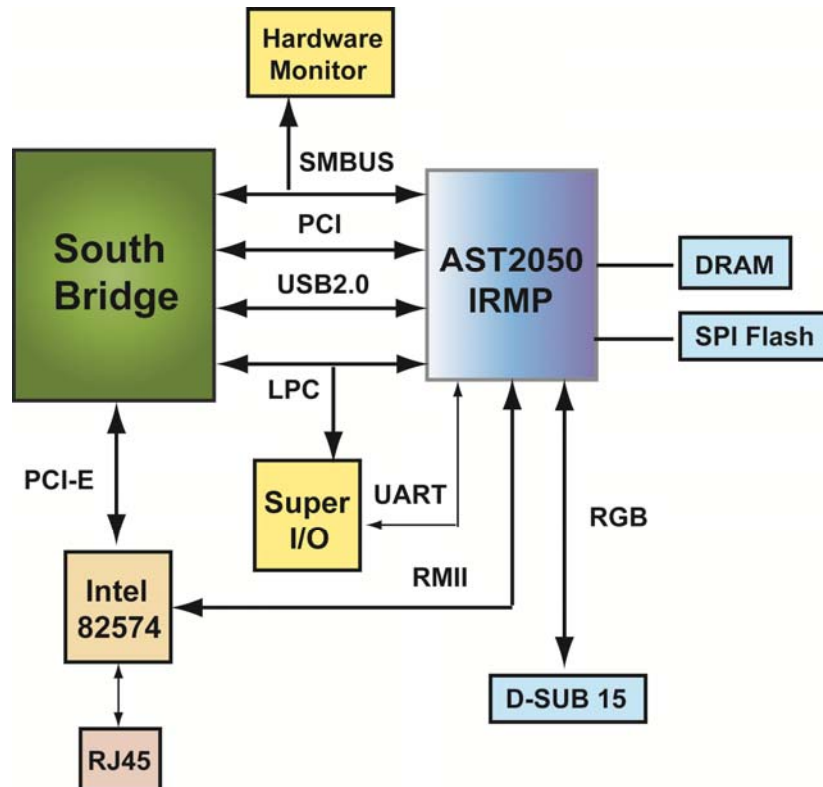 Hardware
Monitor
SMBUS
South
Bridge
PCI
AST2050
IRMP
DRAM
USB2.0
SPI Flash
LPC
PCI-E
Super
I/O
UART
RGB
RMII
Intel
82574
D-SUB 15
RJ45